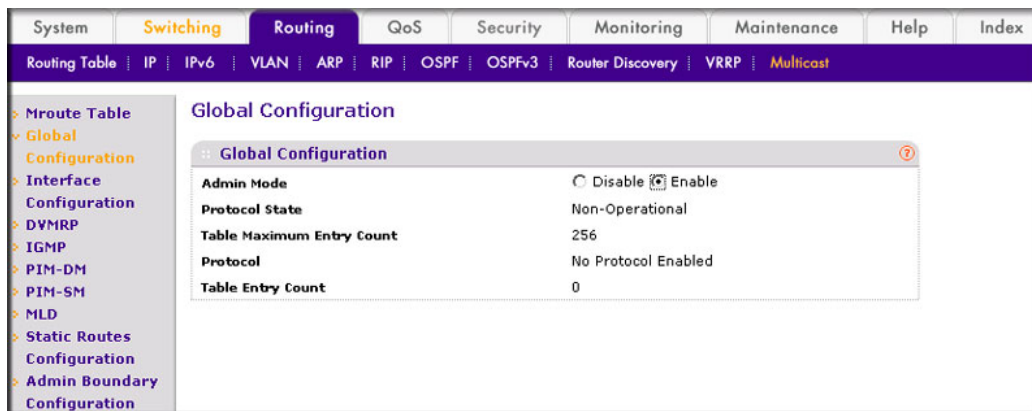 System Switching Routing QoS Security Monitoring Maintenance Help Index
Routing Table IP IPv6 VLAN ARP RIP OSPF OSPFv3 Router Discovery VRRP Multicast
Mroute Table
Global
Configuration
Interface
Configuration
DVMRP
IGMP
PIM-DM
PIM-SM
MLD
Static Routes
Configuration
Admin Boundary
Configuration
Global Configuration
Global Configuration ?
Admin Mode Disable Enable
Protocol State Non-Operational
Table Maximum Entry Count 256
Protocol No Protocol Enabled
Table Entry Count 0